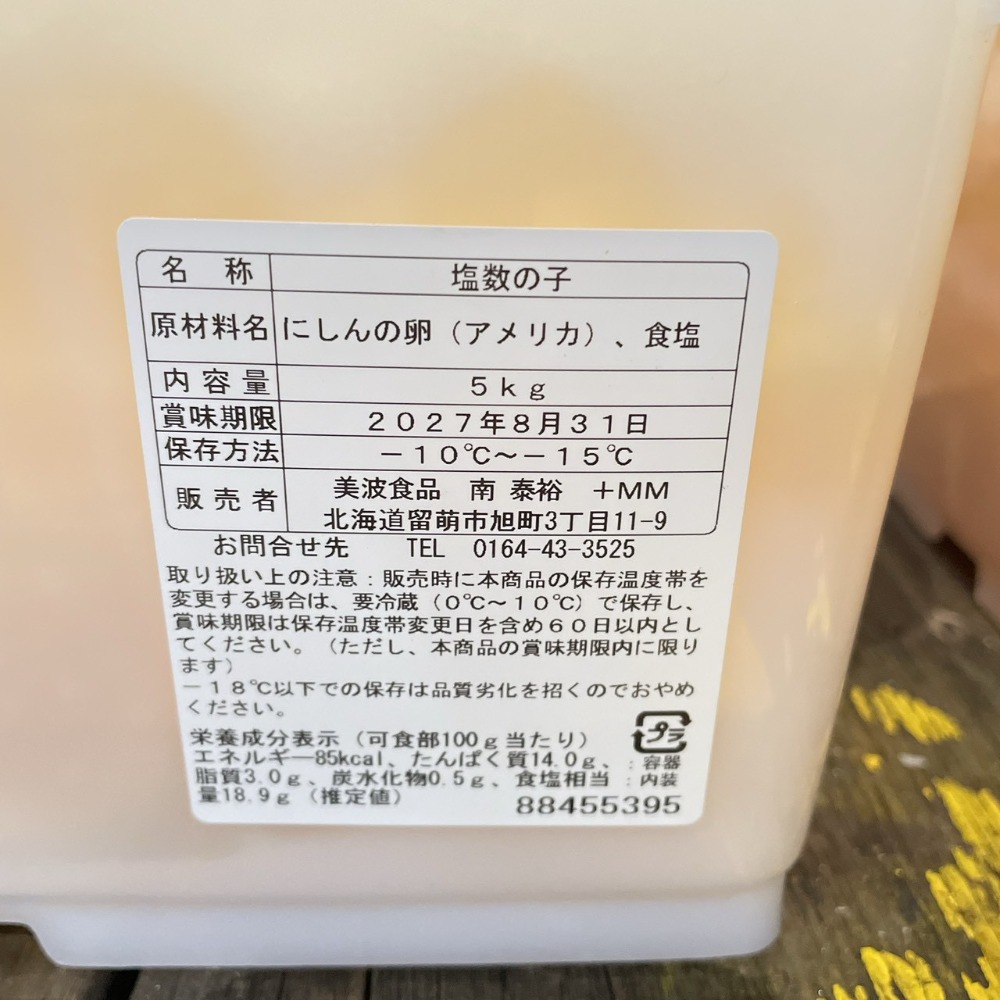 名 称 塩数の子
原材料名 にしんの卵（アメリカ）、食塩
内容量 5kg
賞味期限 2027年8月31日
保存方法 －10℃～－15℃
販売者 美波食品 南 泰裕 ＋MM
北海道留萌市旭町3丁目11-9
お問合せ先 TEL 0164-43-3525
取り扱い上の注意：販売時に本商品の保存温度帯を
変更する場合は、要冷蔵（0℃～10℃）で保存し、
賞味期限は保存温度帯変更日を含め60日以内とし
てください。（ただし、本商品の賞味期限内に限り
ます）
－18℃以下での保存は品質劣化を招くのでおやめ
ください。
栄養成分表示（可食部100g当たり）
エネルギー85kcal、たんぱく質14.0g、
脂質3.0g、炭水化物0.5g、食塩相当
量18.9g（推定値）
プラ
：容器
：内装
88455395